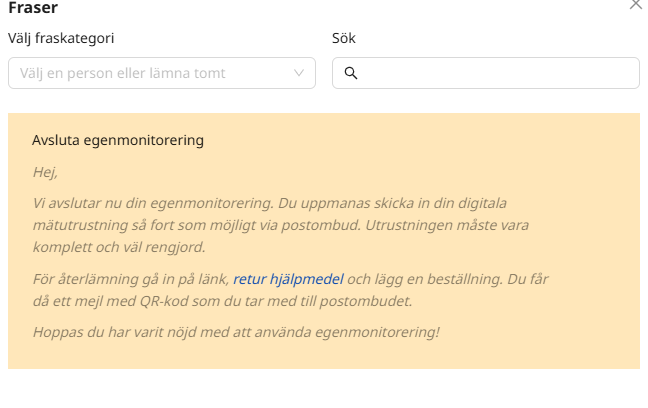 Fraser
Välj fraskategori
Sök
Välj en person eller lämna tomt
Avsluta egenmonitorering
Hej,
Vi avslutar nu din egenmonitorering. Du uppmanas skicka in din digitala
mätutrustning så fort som möjligt via postombud. Utrustningen måste vara
komplett och väl rengjord.
För återlämning gå in på länk, retur hjälpmedel och lägg en beställning. Du får
då ett mejl med QR-kod som du tar med till postombudet.
Hoppas du har varit nöjd med att använda egenmonitorering!